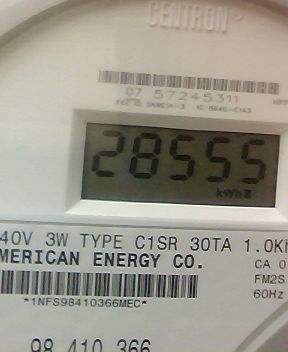 CENTRON
07 57245311
28555
kWh
40V 3W TYPE C1SR 30TA 1.0Kh
MERICAN ENERGY CO.
CA 0
FM2S
60Hz
*1NFS98410366MEC*
98 410 366